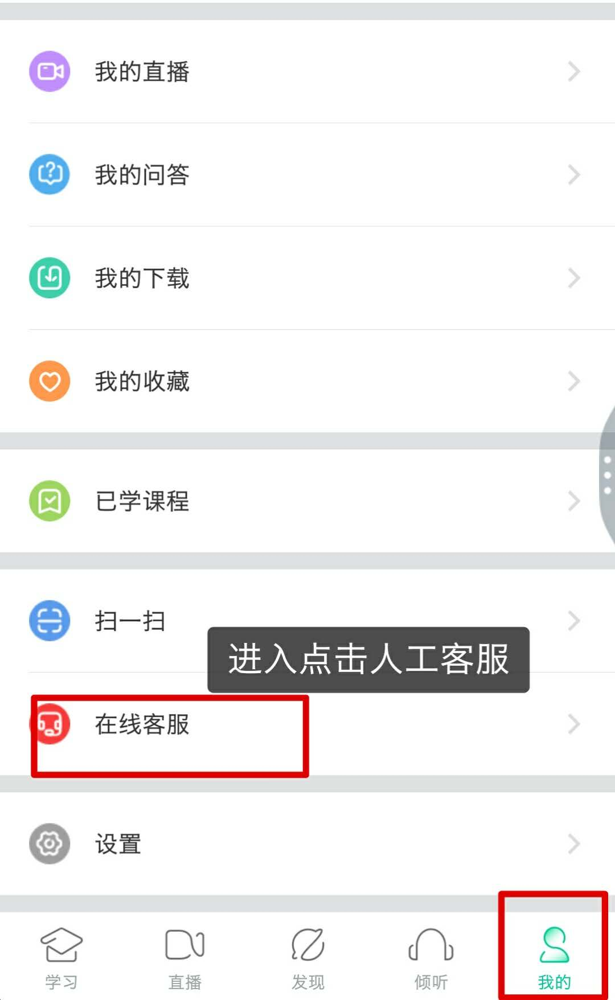 我的直播
我的问答
我的下载
我的收藏
已学课程
扫一扫
进入点击人工客服
在线客服
设置
学习
直播
发现
倾听
我的